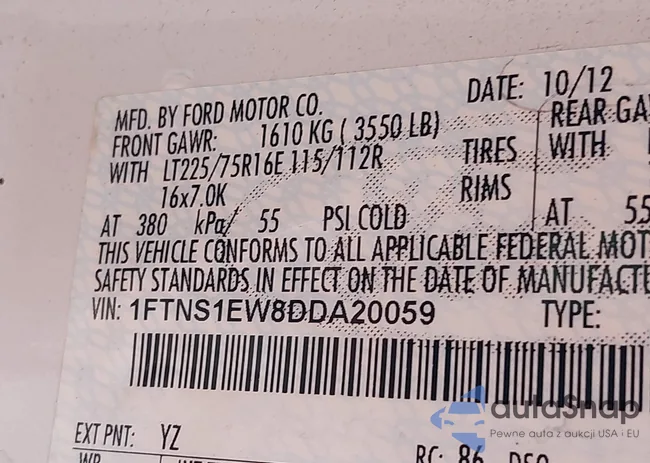 DATE: 10/12
MFD. BY FORD MOTOR CO.
FRONT GAWR: 1610 KG ( 3550 LB) REAR
WITH LT225/75R16E 115/112R TIRES WITH
16x7.0K RIMS
AT 380 kPa/ 55 PSI COLD AT 55
THIS VEHICLE CONFORMS TO ALL APPLICABLE FEDERAL
SAFETY STANDARDS IN EFFECT ON THE DATE OF
VIN: 1FTNS1EW8DDA20059 TYPE:
autoSnap
Pewne auta z aukcji USA i EU
EXT PNT: YZ
RC: 86 DSO